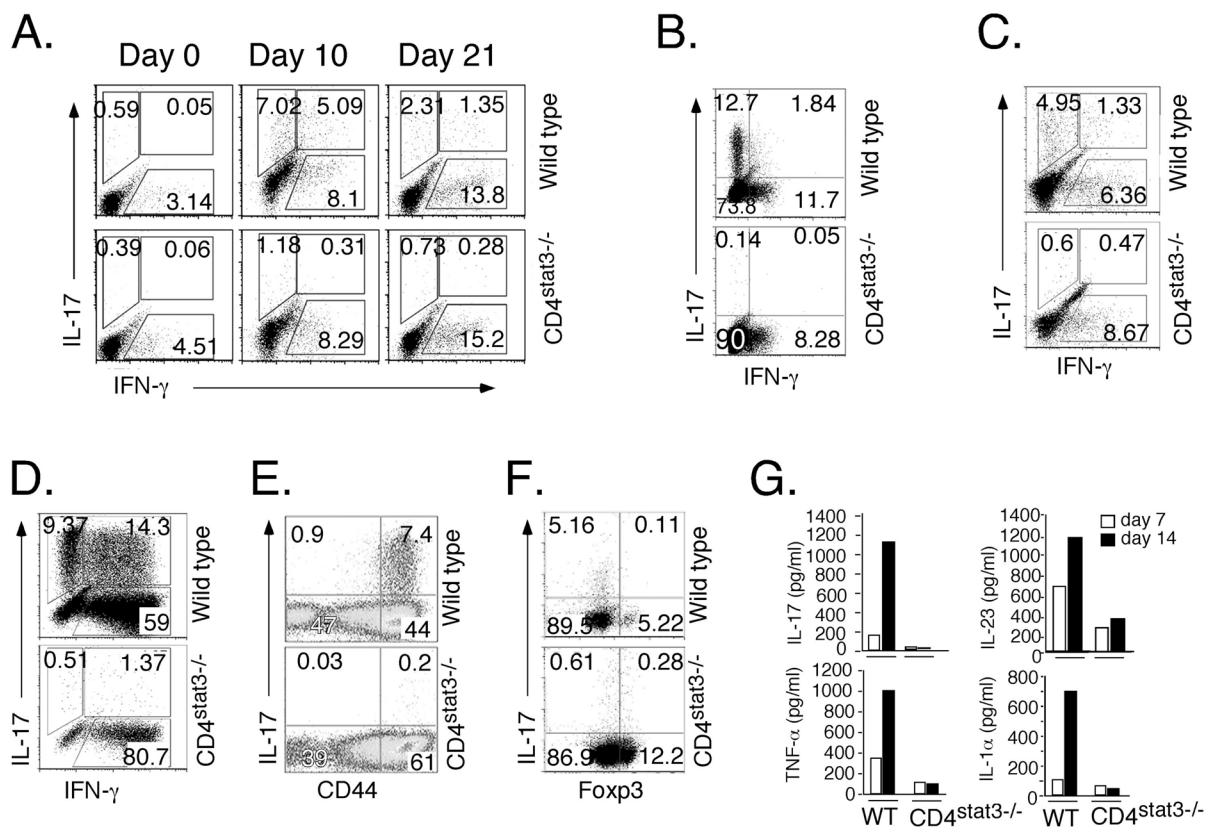 A.
Day 0
Day 10
Day 21
0.59
0.05
3.14
7.02
5.09
8.1
2.31
1.35
13.8
Wild type
0.39
0.06
4.51
1.18
0.31
8.29
0.73
0.28
15.2
CD4stat3-/-
IL-17
IFN-γ
B.
12.7
1.84
73.8
11.7
Wild type
0.14
0.05
90
8.28
CD4stat3-/-
IL-17
IFN-γ
C.
4.95
1.33
6.36
Wild type
0.6
0.47
8.67
CD4stat3-/-
IL-17
IFN-γ
D.
9.37
14.3
59
Wild type
0.51
1.37
80.7
CD4stat3-/-
IL-17
IFN-γ
E.
0.9
7.4
47
44
Wild type
0.03
0.2
39
61
CD4stat3-/-
IL-17
CD44
F.
5.16
0.11
89.5
5.22
Wild type
0.61
0.28
86.9
12.2
CD4stat3-/-
IL-17
Foxp3
G.
1400
1200
1000
800
600
400
200
IL-17 (pg/ml)
1400
1200
1000
800
600
400
200
0
IL-23 (pg/ml)
day 7
day 14
1200
1000
800
600
400
200
0
TNF-α (pg/ml)
WT
CD4stat3-/-
800
600
400
200
0
IL-1α (pg/ml)
WT
CD4stat3-/-